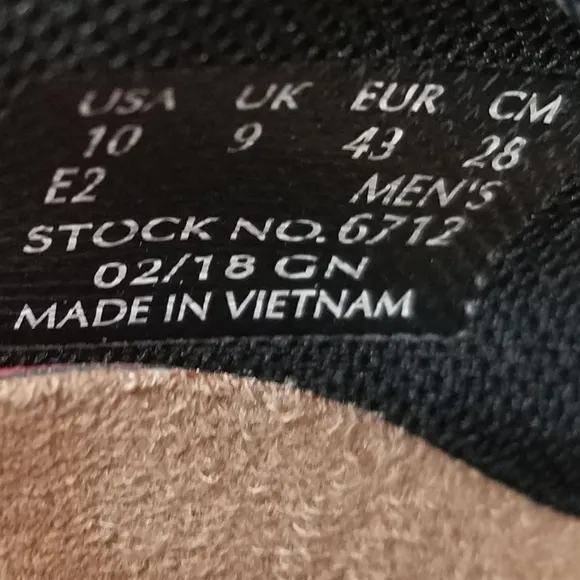 USA UK EUR CM
10 9 43 28
E2 MEN'S
STOCK NO. 6712
02/18 GN
MADE IN VIETNAM